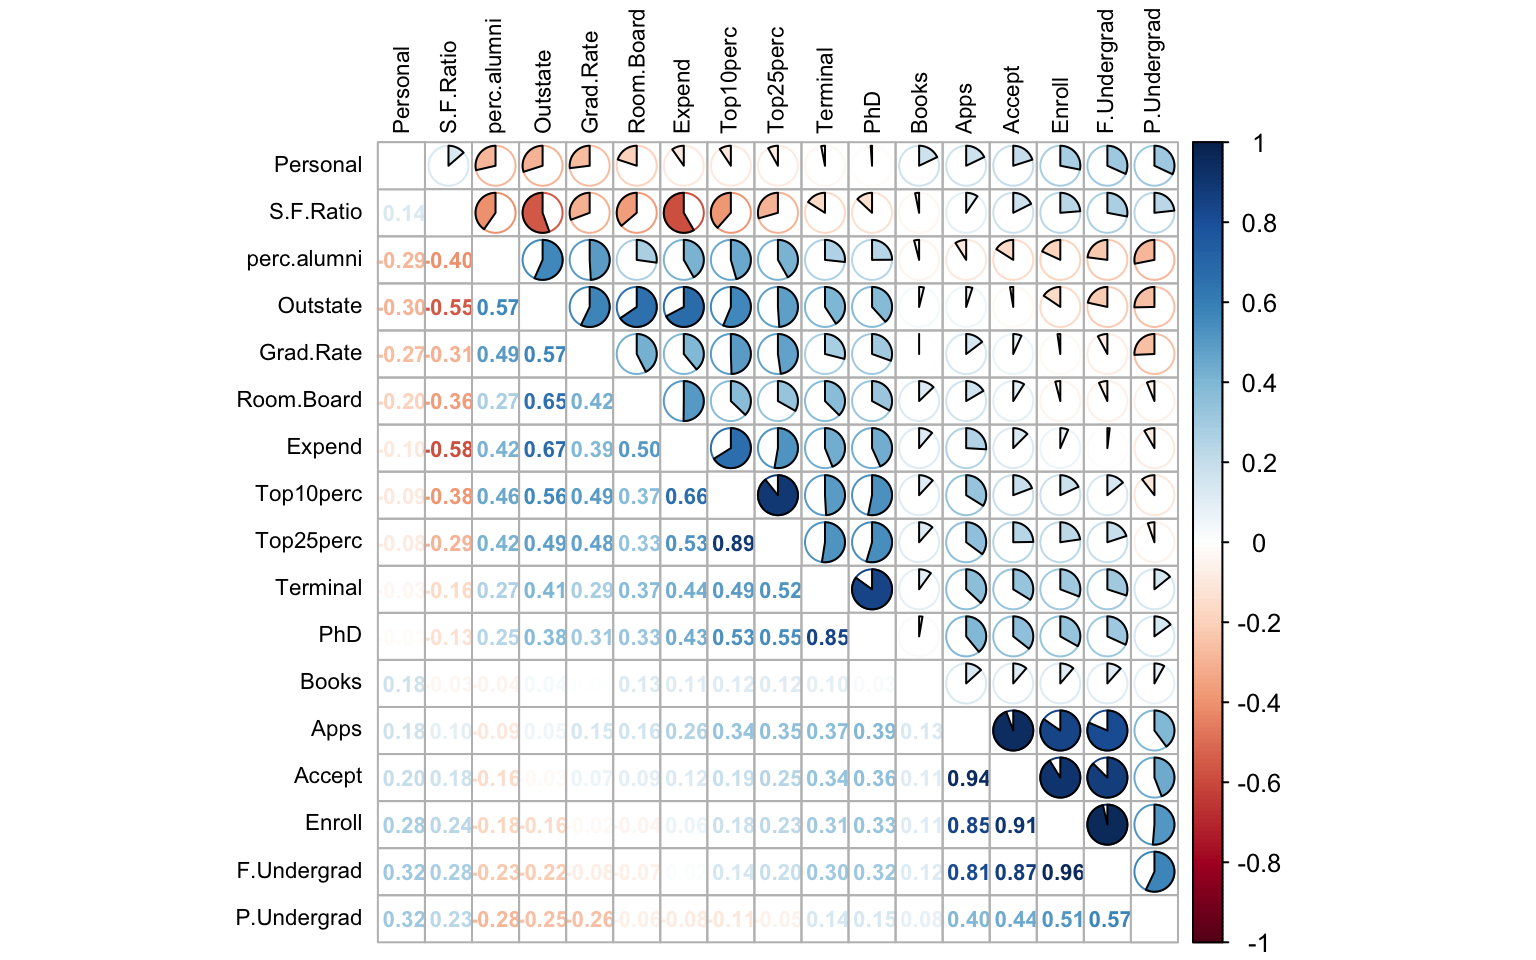 Personal S.F.Ratio perc.alumni Outstate Grad.Rate Room.Board Expend Top10perc Top25perc Terminal PhD Books Apps Accept Enroll F.Undergrad P.Undergrad
Personal
S.F.Ratio 0.14
perc.alumni -0.29 -0.40
Outstate -0.30 -0.55 0.57
Grad.Rate -0.27 -0.31 0.49 0.57
Room.Board -0.20 -0.36 0.27 0.65 0.42
Expend -0.10 -0.58 0.42 0.67 0.39 0.50
Top10perc -0.09 -0.38 0.46 0.56 0.49 0.37 0.66
Top25perc -0.08 -0.29 0.42 0.49 0.48 0.33 0.53 0.89
Terminal -0.03 -0.16 0.27 0.41 0.29 0.37 0.44 0.49 0.52
PhD -0.13 0.25 0.38 0.31 0.33 0.43 0.53 0.55 0.85
Books 0.18 -0.03 -0.04 0.04 0.13 0.11 0.12 0.12 0.10 0.03
Apps 0.18 0.10 -0.09 0.05 0.15 0.16 0.26 0.34 0.35 0.37 0.39 0.13
Accept 0.20 0.18 -0.16 -0.03 0.07 0.09 0.12 0.19 0.25 0.34 0.36 0.11 0.94
Enroll 0.28 0.24 -0.18 -0.16 -0.02 -0.04 0.06 0.18 0.23 0.31 0.33 0.11 0.85 0.91
F.Undergrad 0.32 0.28 -0.23 -0.22 -0.08 -0.07 0.02 0.14 0.20 0.30 0.32 0.12 0.81 0.87 0.96
P.Undergrad 0.32 0.23 -0.28 -0.25 -0.26 -0.06 -0.08 -0.11 -0.05 0.14 0.15 0.08 0.40 0.44 0.51 0.57
1
0.8
0.6
0.4
0.2
0
-0.2
-0.4
-0.6
-0.8
-1